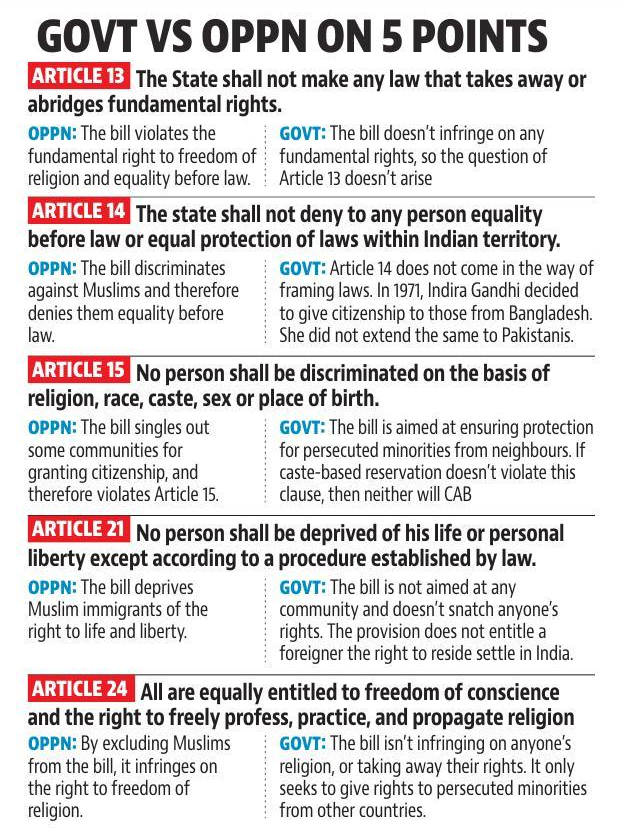 GOVT VS OPPN ON 5 POINTS
ARTICLE 13 The State shall not make any law that takes away or
abridges fundamental rights.
OPPN: The bill violates the
fundamental right to freedom of
religion and equality before law.
GOVT: The bill doesn't infringe on any
fundamental rights, so the question of
Article 13 doesn't arise
ARTICLE 14 The state shall not deny to any person equality
before law or equal protection of laws within Indian territory.
OPPN: The bill discriminates
against Muslims and therefore
denies them equality before
law.
GOVT: Article 14 does not come in the way of
framing laws. In 1971, Indira Gandhi decided
to give citizenship to those from Bangladesh.
She did not extend the same to Pakistanis.
ARTICLE 15 No person shall be discriminated on the basis of
religion, race, caste, sex or place of birth.
OPPN: The bill singles out
some communities for
granting citizenship, and
therefore violates Article 15.
GOVT: The bill is aimed at ensuring protection
for persecuted minorities from neighbours. If
caste-based reservation doesn't violate this
clause, then neither will CAB
ARTICLE 21 No person shall be deprived of his life or personal
liberty except according to a procedure established by law.
OPPN: The bill deprives
Muslim immigrants of the
right to life and liberty.
GOVT: The bill is not aimed at any
community and doesn't snatch anyone's
rights. The provision does not entitle a
foreigner the right to reside settle in India.
ARTICLE 24 All are equally entitled to freedom of conscience
and the right to freely profess, practice, and propagate religion
OPPN: By excluding Muslims
from the bill, it infringes on
the right to freedom of
religion.
GOVT: The bill isn't infringing on anyone's
religion, or taking away their rights. It only
seeks to give rights to persecuted minorities
from other countries.